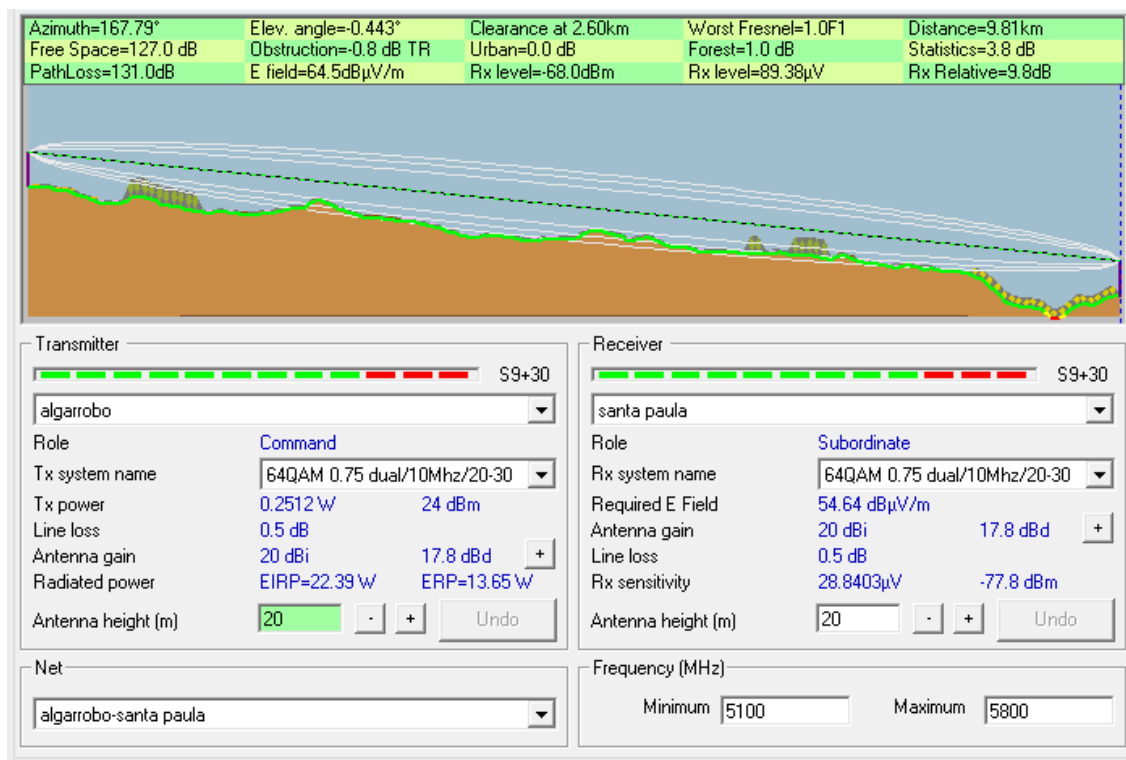 Azimuth=167.79° Elev. angle=-0.443° Clearance at 2.60km Worst Fresnel=1.0F1 Distance=9.81km
Free Space=127.0 dB Obstruction=-0.8 dB TR Urban=0.0 dB Forest=1.0 dB Statistics=3.8 dB
PathLoss=131.0dB E field=64.5dBµV/m Rx level=-68.0dBm Rx level=89.38µV Rx Relative=9.8dB
Transmitter
S9+30
algarrobo
Role Command
Tx system name 64QAM 0.75 dual/10Mhz/20-30
Tx power 0.2512 W 24 dBm
Line loss 0.5 dB
Antenna gain 20 dBi 17.8 dBd +
Radiated power EIRP=22.39 W ERP=13.65 W
Antenna height (m) 20 - + Undo
Receiver
S9+30
santa paula
Role Subordinate
Rx system name 64QAM 0.75 dual/10Mhz/20-30
Required E Field 54.64 dBµV/m
Antenna gain 20 dBi 17.8 dBd +
Line loss 0.5 dB
Rx sensitivity 28.8403µV -77.8 dBm
Antenna height (m) 20 - + Undo
Net
algarrobo-santa paula
Frequency (MHz)
Minimum 5100 Maximum 5800